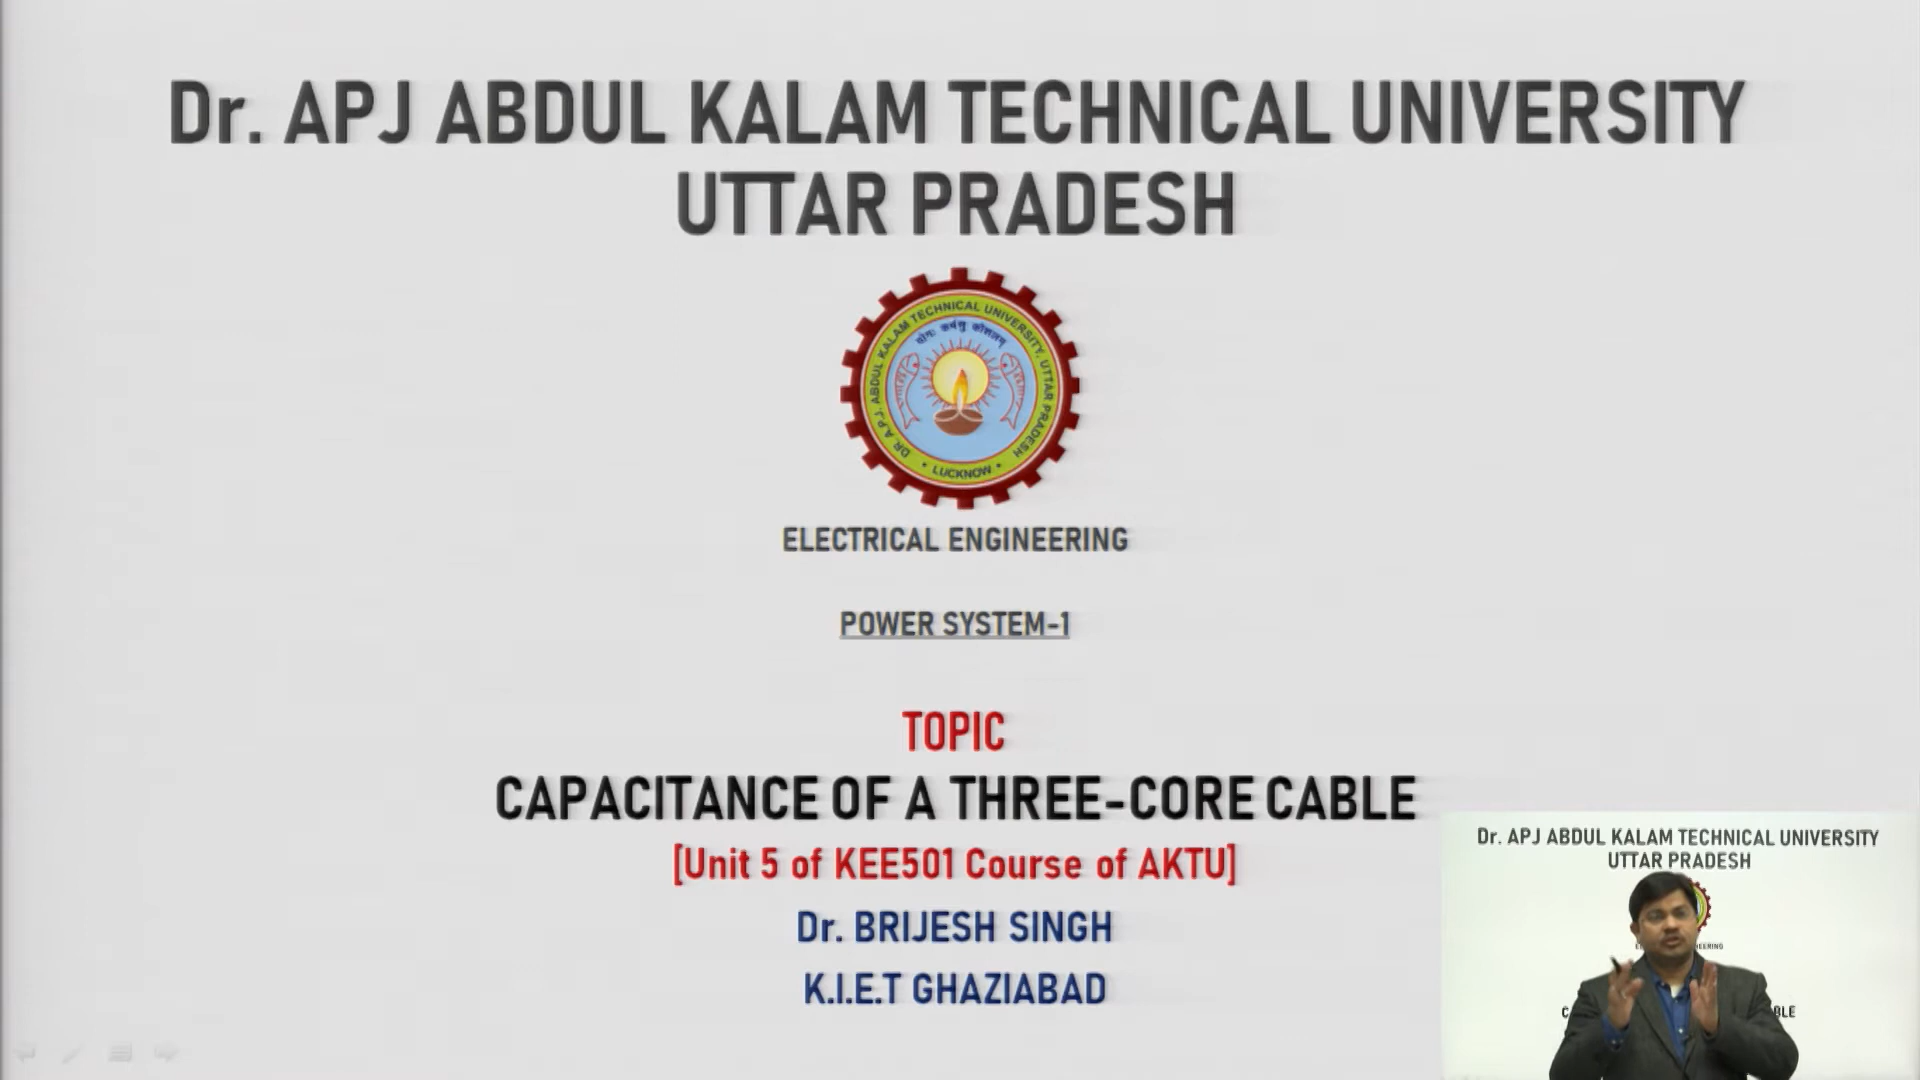 Dr. APJ ABDUL KALAM TECHNICAL UNIVERSITY
UTTAR PRADESH
DR. A.P.J. ABDUL KALAM TECHNICAL UNIVERSITY, UTTAR PRADESH
• LUCKNOW •
ELECTRICAL ENGINEERING
POWER SYSTEM-1
TOPIC
CAPACITANCE OF A THREE-CORE CABLE
[Unit 5 of KEE501 Course of AKTU]
Dr. BRIJESH SINGH
K.I.E.T GHAZIABAD
Dr. APJ ABDUL KALAM TECHNICAL UNIVERSITY
UTTAR PRADESH